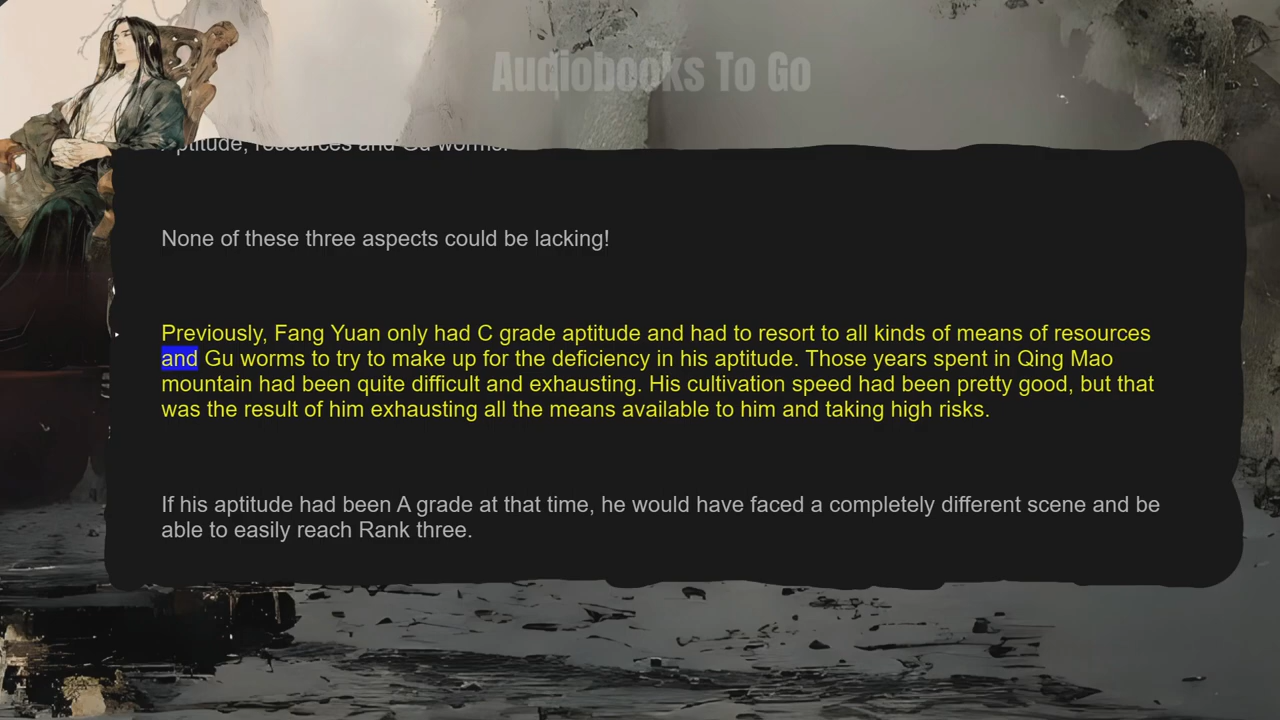 Audiobooks To Go
aptitude, resources and Gu worms.
None of these three aspects could be lacking!
Previously, Fang Yuan only had C grade aptitude and had to resort to all kinds of means of resources
and Gu worms to try to make up for the deficiency in his aptitude. Those years spent in Qing Mao
mountain had been quite difficult and exhausting. His cultivation speed had been pretty good, but that
was the result of him exhausting all the means available to him and taking high risks.
If his aptitude had been A grade at that time, he would have faced a completely different scene and be
able to easily reach Rank three.